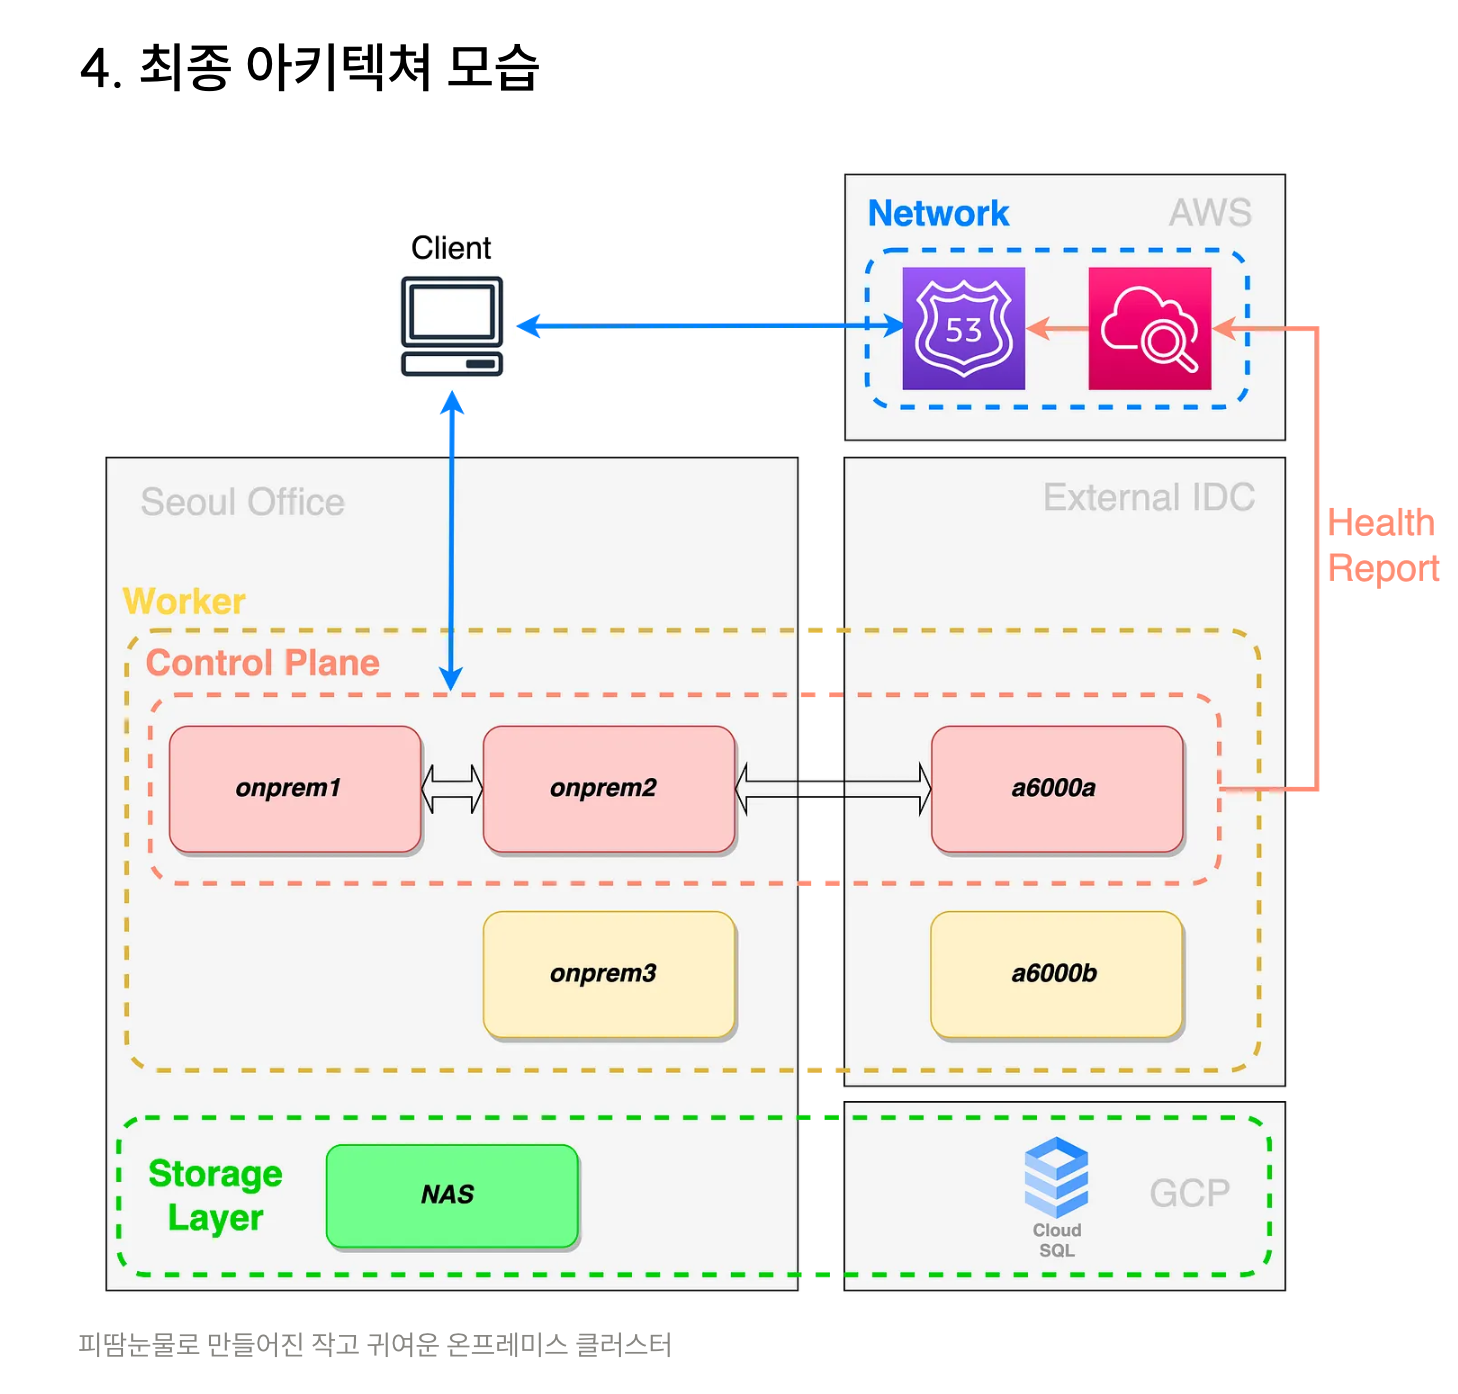 4. 최종 아키텍쳐 모습
Client
Network
AWS
53
Seoul Office
External IDC
Health
Report
Worker
Control Plane
onprem1
onprem2
a6000a
onprem3
a6000b
Storage
Layer
NAS
Cloud
SQL
GCP
피땀눈물로 만들어진 작고 귀여운 온프레미스 클러스터